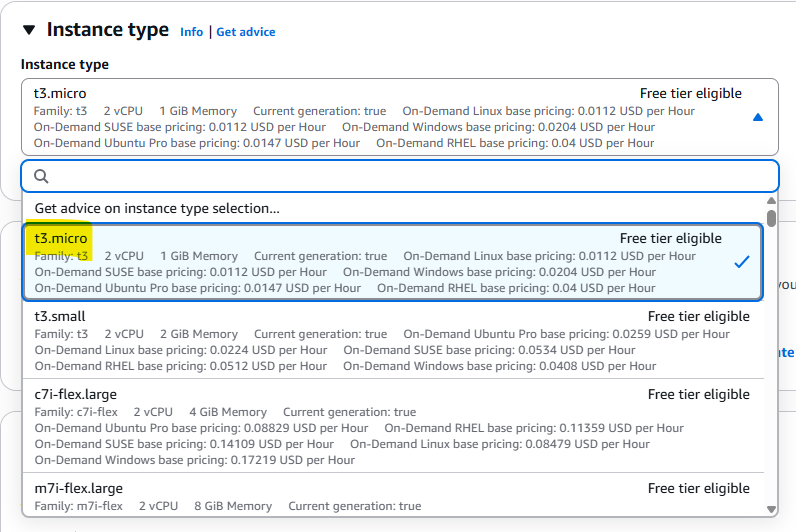 Instance type Info | Get advice
Instance type
t3.micro Free tier eligible
Family: t3 2 vCPU 1 GiB Memory Current generation: true On-Demand Linux base pricing: 0.0112 USD per Hour
On-Demand SUSE base pricing: 0.0112 USD per Hour On-Demand Windows base pricing: 0.0204 USD per Hour
On-Demand Ubuntu Pro base pricing: 0.0147 USD per Hour On-Demand RHEL base pricing: 0.04 USD per Hour
Get advice on instance type selection...
t3.micro Free tier eligible
Family: t3 2 vCPU 1 GiB Memory Current generation: true On-Demand Linux base pricing: 0.0112 USD per Hour
On-Demand SUSE base pricing: 0.0112 USD per Hour On-Demand Windows base pricing: 0.0204 USD per Hour
you
On-Demand Ubuntu Pro base pricing: 0.0147 USD per Hour On-Demand RHEL base pricing: 0.04 USD per Hour
t3.small Free tier eligible
Family: t3 2 vCPU 2 GiB Memory Current generation: true On-Demand Ubuntu Pro base pricing: 0.0259 USD per Hour
On-Demand Linux base pricing: 0.0224 USD per Hour On-Demand SUSE base pricing: 0.0534 USD per Hour
On-Demand RHEL base pricing: 0.0512 USD per Hour On-Demand Windows base pricing: 0.0408 USD per Hour
c7i-flex.large Free tier eligible
Family: c7i-flex 2 vCPU 4 GiB Memory Current generation: true
On-Demand Ubuntu Pro base pricing: 0.08829 USD per Hour On-Demand RHEL base pricing: 0.11359 USD per Hour
On-Demand SUSE base pricing: 0.14109 USD per Hour On-Demand Linux base pricing: 0.08479 USD per Hour
On-Demand Windows base pricing: 0.17219 USD per Hour
m7i-flex.large Free tier eligible
Family: m7i-flex 2 vCPU 8 GiB Memory Current generation: true